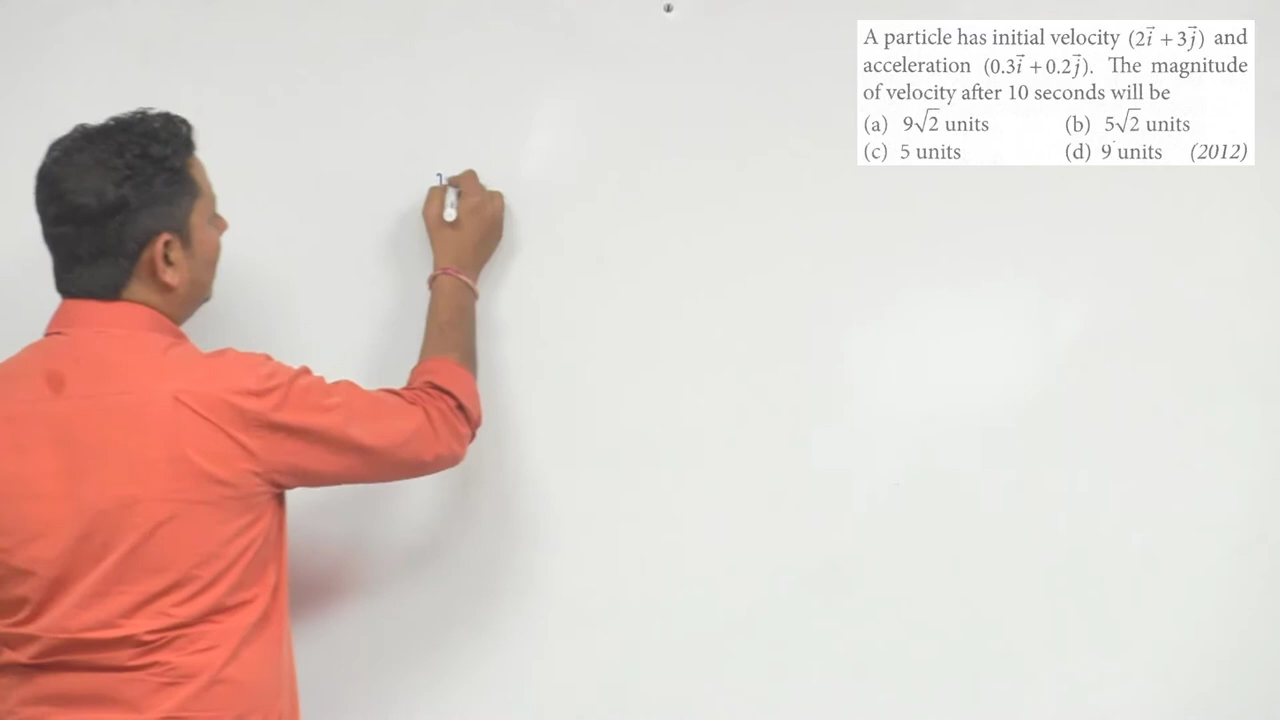 A particle has initial velocity (2i⃗ + 3j⃗) and
acceleration (0.3i⃗ + 0.2j⃗). The magnitude
of velocity after 10 seconds will be
(a) 9√2 units (b) 5√2 units
(c) 5 units (d) 9 units (2012)